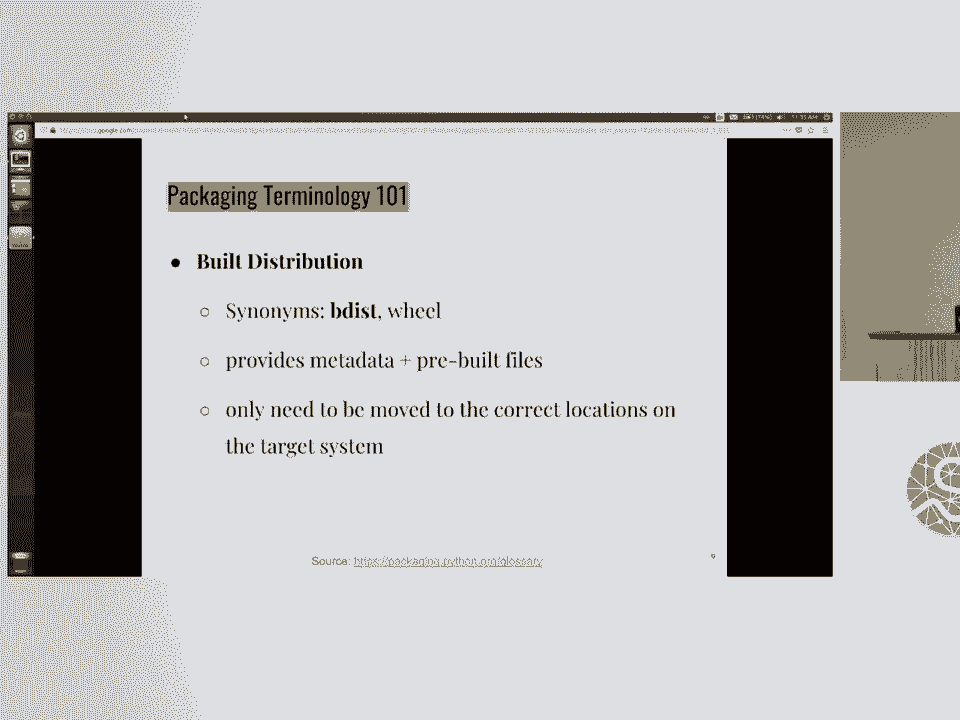 Packaging Terminology 101
● Built Distribution
○ Synonyms: bdist, wheel
○ provides metadata + pre-built files
○ only need to be moved to the correct locations on
the target system
Source: https://packaging.python.org/glossary
9